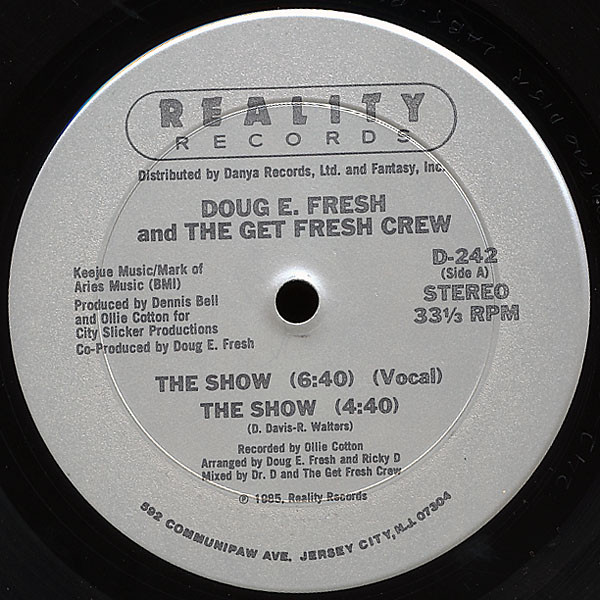 REALITY
RECORDS
Distributed by Danya Records, Ltd. and Fantasy, Inc.
DOUG E. FRESH
and THE GET FRESH CREW
Keejue Music/Mark of
Aries Music (BMI)
Produced by Dennis Bell
and Ollie Cotton for
City Slicker Productions
Co-Produced by Doug E. Fresh
D-242
(Side A)
STEREO
33⅓ RPM
THE SHOW (6:40) (Vocal)
THE SHOW (4:40)
(D. Davis-R. Walters)
Recorded by Ollie Cotton
Arranged by Doug E. Fresh and Ricky D
Mixed by Dr. D and The Get Fresh Crew
℗ 1985, Reality Records
592 COMMUNIPAW AVE. JERSEY CITY, N.J. 07304